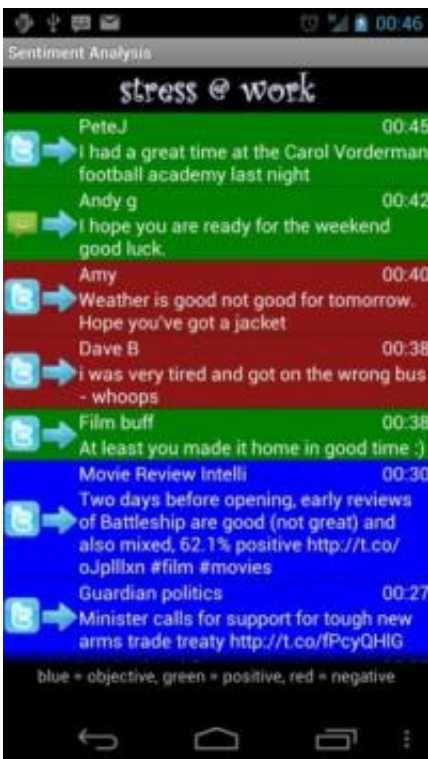 00:46
Sentiment Analysis
stress @ work
PeteJ 00:45
I had a great time at the Carol Vorderman
football academy last night
Andy g 00:42
I hope you are ready for the weekend
good luck.
Amy 00:40
Weather is good not good for tomorrow.
Hope you've got a jacket
Dave B 00:38
i was very tired and got on the wrong bus
- whoops
Film buff 00:38
At least you made it home in good time :)
Movie Review Intelli 00:30
Two days before opening, early reviews
of Battleship are good (not great) and
also mixed, 62.1% positive http://t.co/
oJplllxn #film #movies
Guardian politics 00:27
Minister calls for support for tough new
arms trade treaty http://t.co/fPcyQHlG
blue = objective, green = positive, red = negative